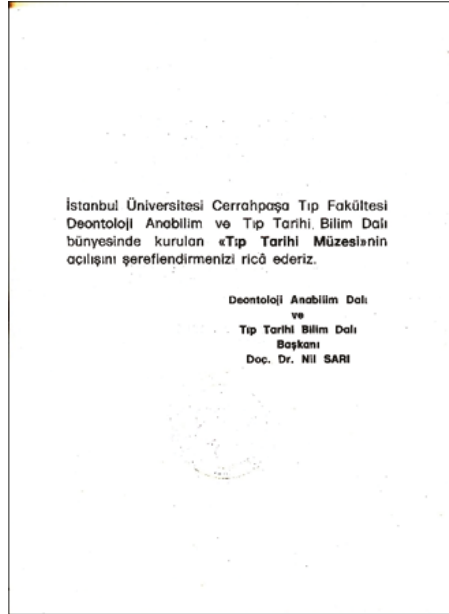 İstanbul Üniversitesi Cerrahpaşa Tıp Fakültesi
Deontoloji Anabilim ve Tıp Tarihi Bilim Dalı
bünyesinde kurulan «Tıp Tarihi Müzesi»nin
açılışını şereflendirmenizi ricâ ederiz.
Deontoloji Anabilim Dalı
ve
Tıp Tarihi Bilim Dalı
Başkanı
Doç. Dr. Nil SARI